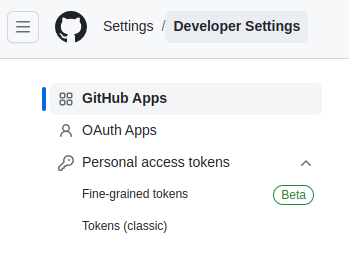 Settings / Developer Settings
GitHub Apps
OAuth Apps
Personal access tokens
Fine-grained tokens Beta
Tokens (classic)